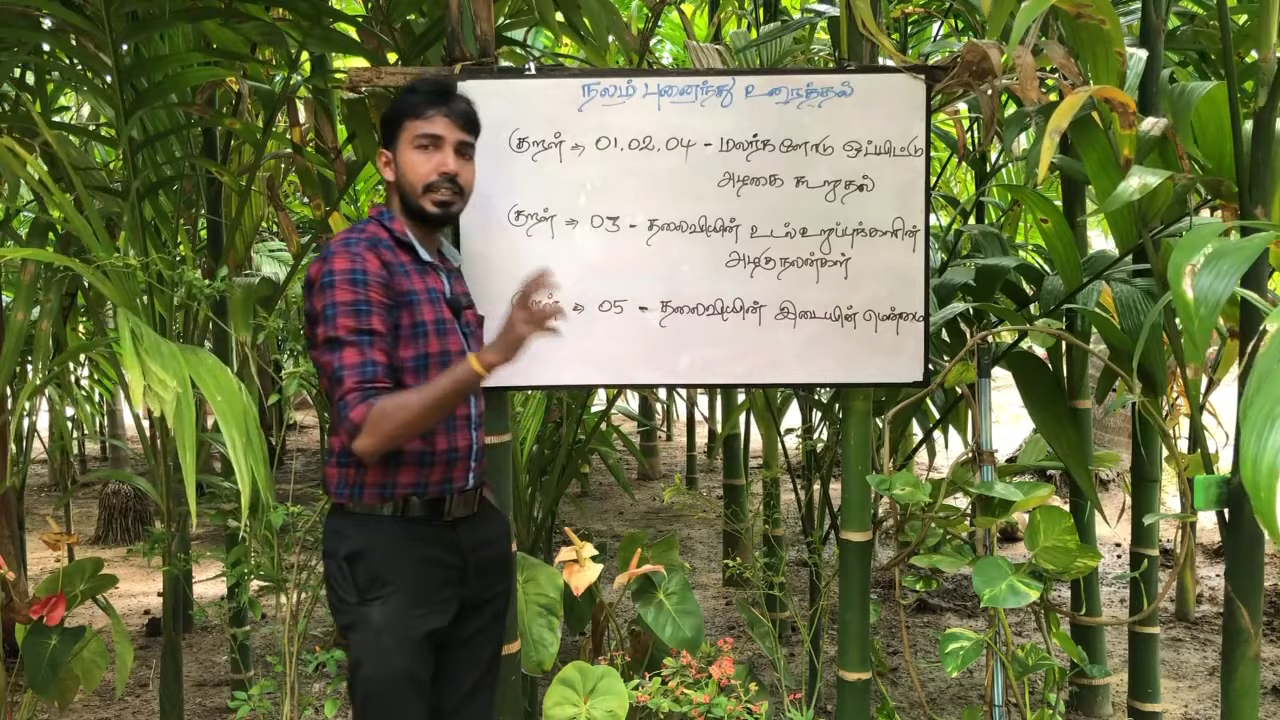 நலம் புனைந்து உரைத்தல்
குறள் ⇒ 01,02,04 - மலர்களோடு ஒப்பிட்டு
அழகை கூறுதல்
குறள் ⇒ 03 - தலைவியின் உடல்உறுப்புக்களின்
அழகுநலன்கள்
குறள் ⇒ 05 - தலைவியின் இடையின் மென்மை